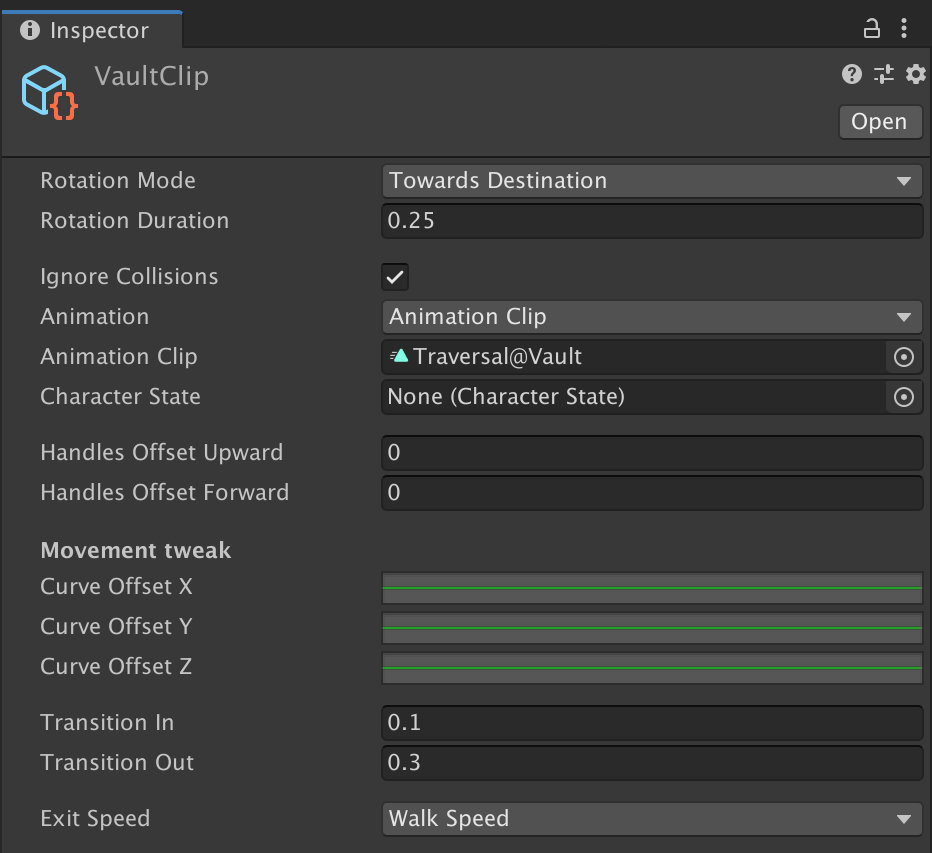 Inspector
VaultClip
Open
Rotation Mode Towards Destination
Rotation Duration 0.25
Ignore Collisions
Animation Animation Clip
Animation Clip Traversal@Vault
Character State None (Character State)
Handles Offset Upward 0
Handles Offset Forward 0
Movement tweak
Curve Offset X
Curve Offset Y
Curve Offset Z
Transition In 0.1
Transition Out 0.3
Exit Speed Walk Speed